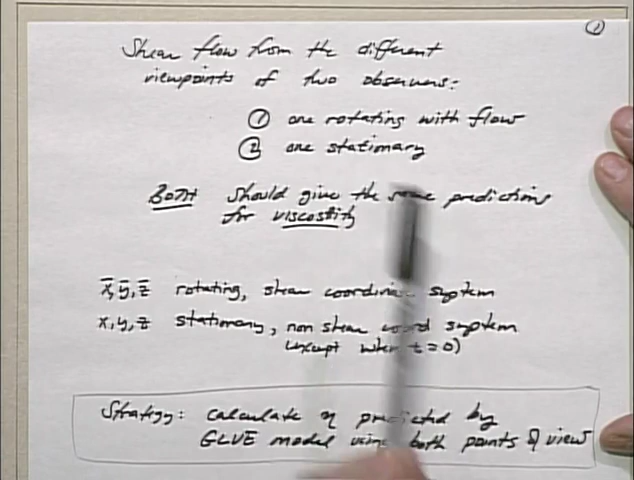 1
Shear flow from the different
viewpoints of two observers:
① one rotating with flow
② one stationary
BOTH should give the same predictions
for viscosity
x̄, ȳ, z̄ rotating, shear coordinate system
x, y, z stationary, non shear coord system
except when t=0)
Strategy: calculate η predicted by
GLVE model using both points of view